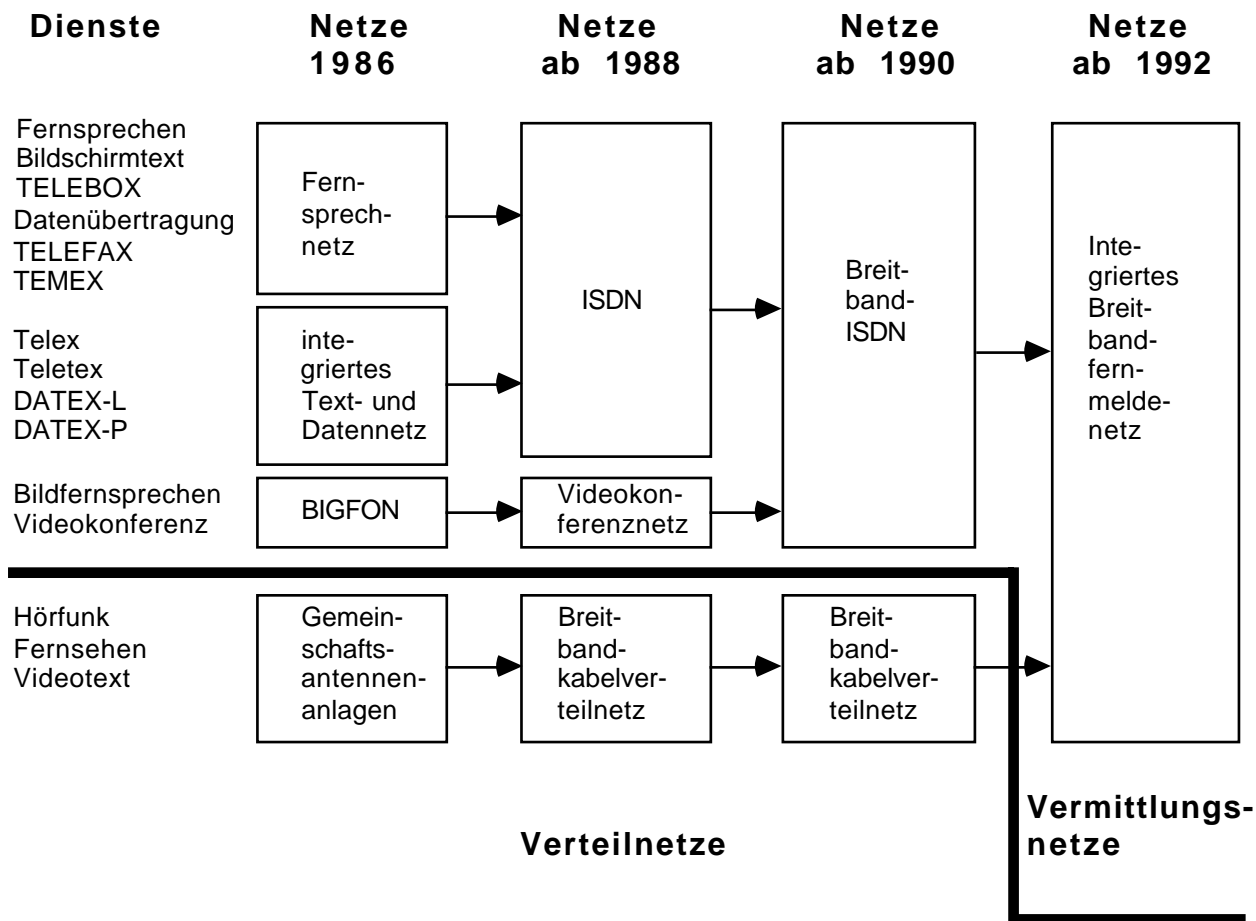 Dienste
Netze
1986
Netze
ab 1988
Netze
ab 1990
Netze
ab 1992
Fernsprechen
Bildschirmtext
TELEBOX
Datenübertragung
TELEFAX
TEMEX
Fern-
sprech-
netz
ISDN
Breit-
band-
ISDN
Inte-
griertes
Breit-
band-
fern-
melde-
netz
Telex
Teletex
DATEX-L
DATEX-P
inte-
griertes
Text- und
Datennetz
Bildfernsprechen
Videokonferenz
BIGFON
Videokon-
ferenznetz
Hörfunk
Fernsehen
Videotext
Gemein-
schafts-
antennen-
anlagen
Breit-
band-
kabelver-
teilnetz
Breit-
band-
kabelver-
teilnetz
Verteilnetze
Vermittlungs-
netze